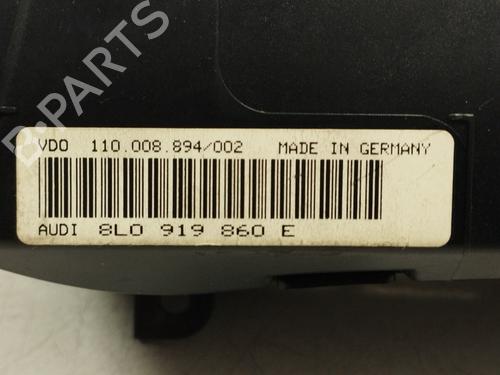 VDO 110.008.894/002 MADE IN GERMANY
AUDI 8L0 919 860 E
B-Parts